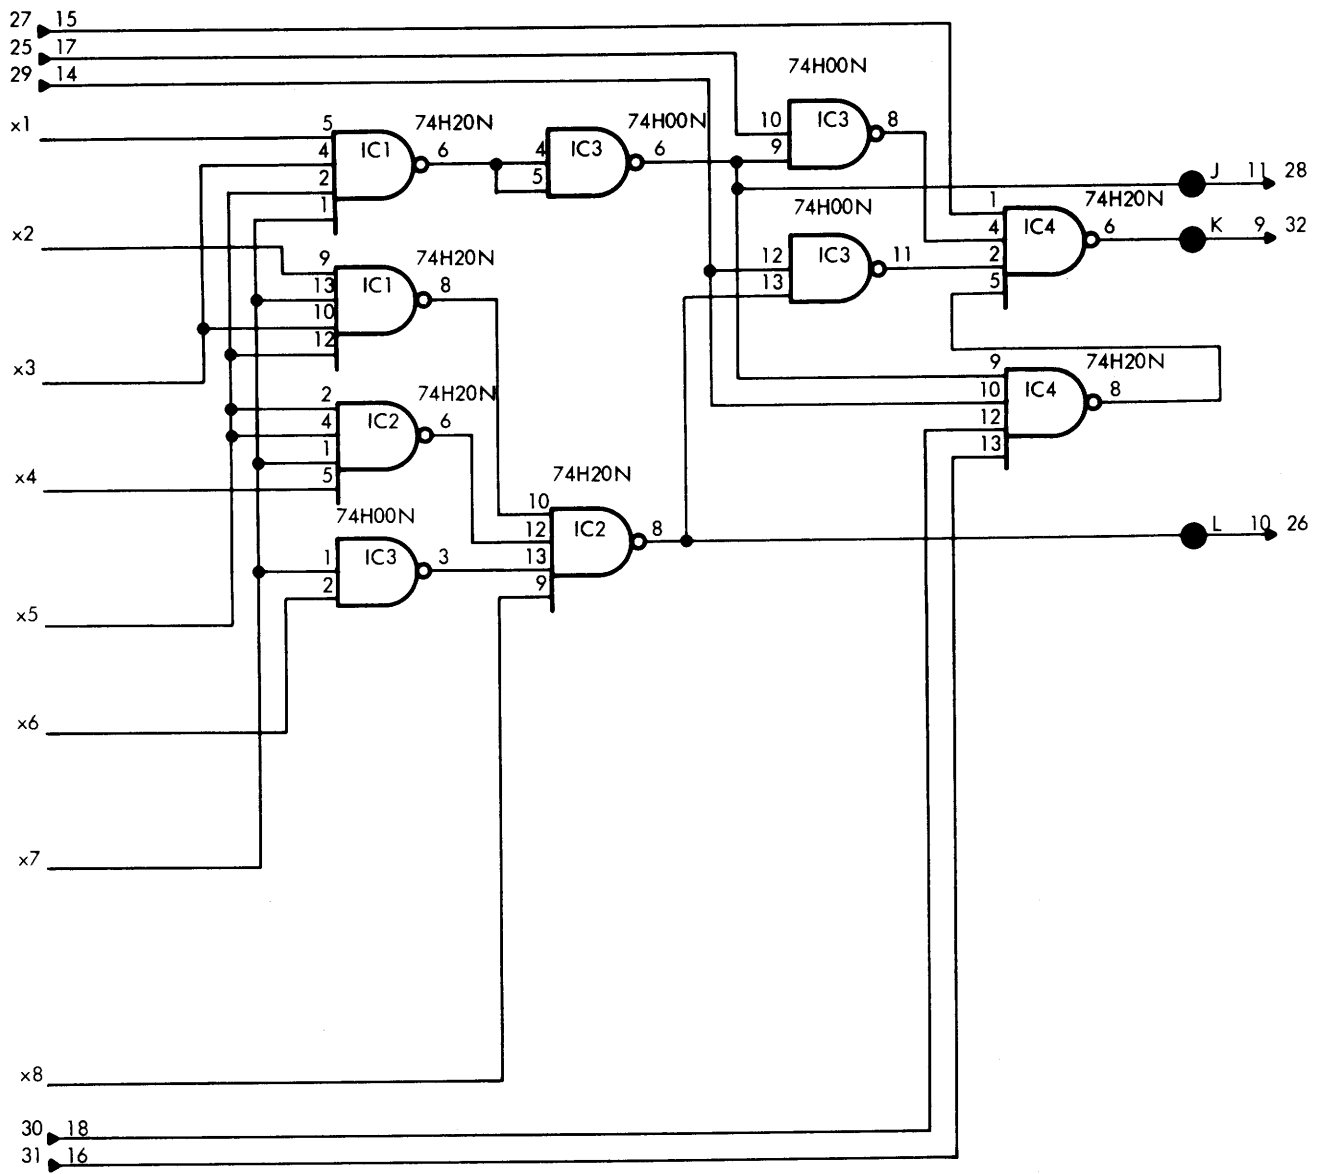 27 15
25 17
29 14
74H00N
x1 5 74H20N 74H00N 10 IC3 8
4 IC1 6 4 IC3 6 9
2 5 J 11 28
1 74H00N 1 74H20N
x2 4 IC4 6 K 9 32
9 74H20N 12 IC3 11 2
13 IC1 8 13 5
10
12 9 74H20N
x3 10 IC4 8
2 74H20N 12
4 IC2 6 13
1
x4 5 74H20N
74H00N 10
12 IC2 8 L 10 26
1 IC3 3 13
2 9
x5
x6
x7
x8
30 18
31 16